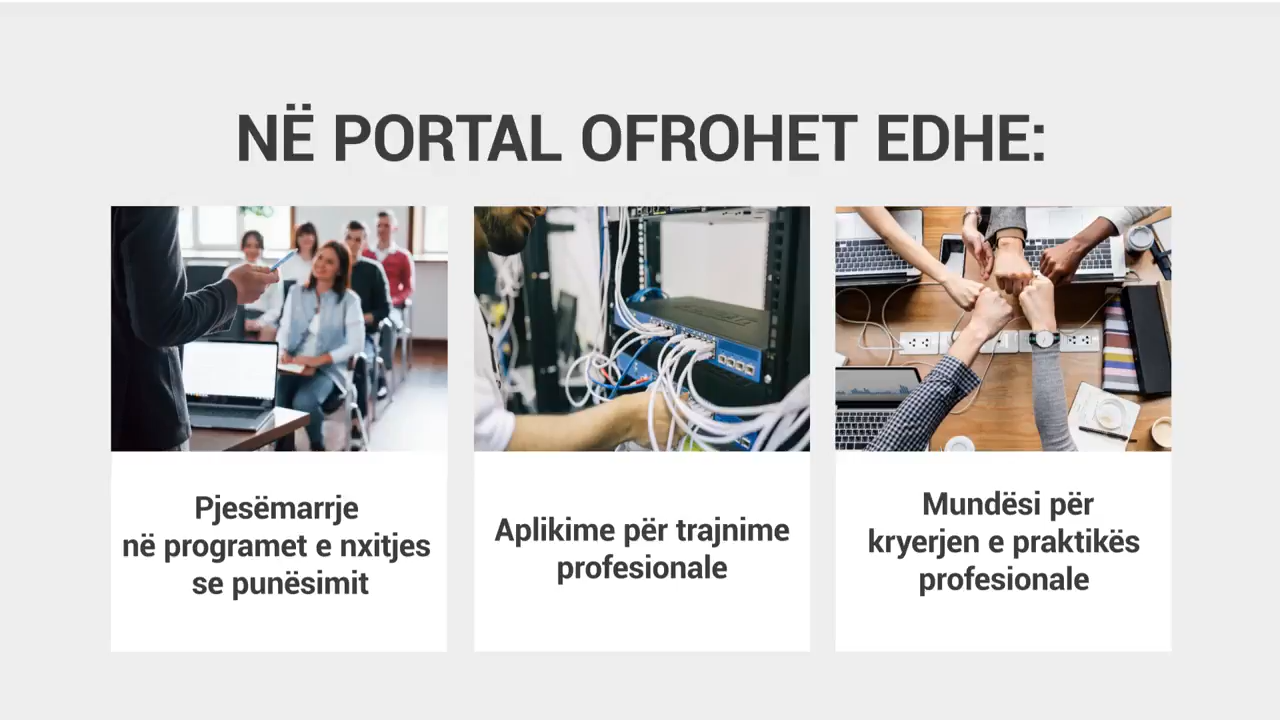 NË PORTAL OFROHET EDHE:
Pjesëmarrje
në programet e nxitjes
se punësimit
Aplikime për trajnime
profesionale
Mundësi për
kryerjen e praktikës
profesionale